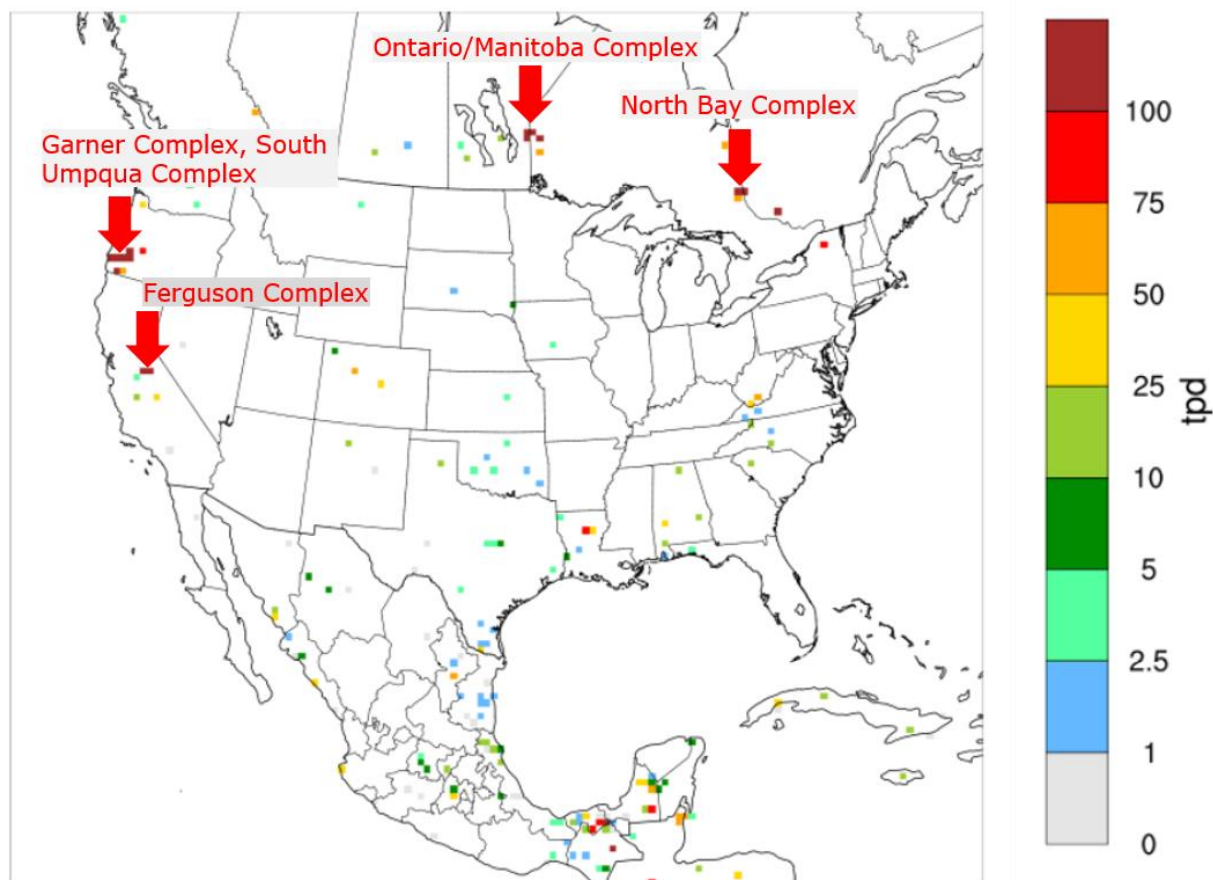 Ontario/Manitoba Complex
North Bay Complex
Garner Complex, South
Umpqua Complex
Ferguson Complex
100
75
50
25
10
5
2.5
1
0
tpd